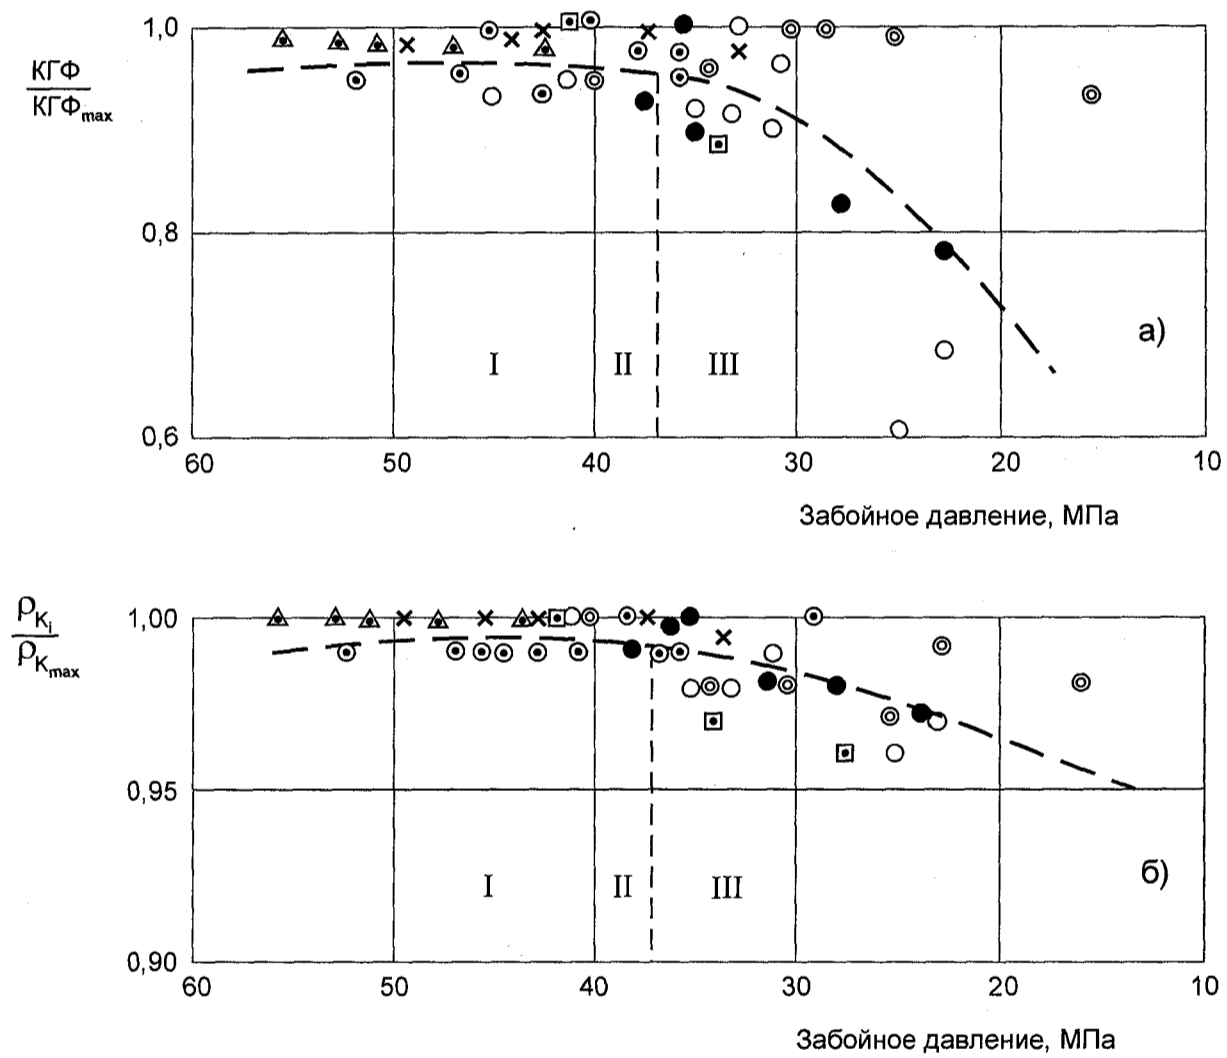 1,0
КГФ
КГФmax
0,8
I II III
а)
0,6
60 50 40 30 20 10
Забойное давление, МПа
1,00
ρKi
ρKmax
0,95
I II III
б)
0,90
60 50 40 30 20 10
Забойное давление, МПа